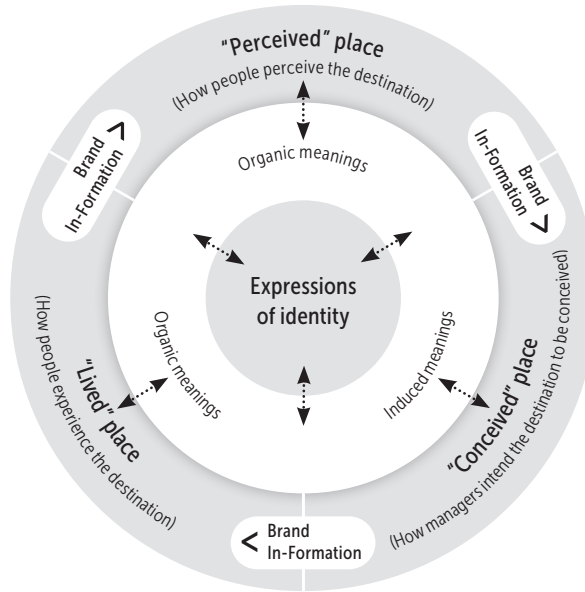 "Perceived" place
(How people perceive the destination)
Organic meanings
Brand
In-Formation
>
Brand
In-Formation
>
Expressions
of identity
Organic meanings
"Lived" place
(How people experience the destination)
Induced meanings
"Conceived" place
(How managers intend the destination to be conceived)
< Brand
In-Formation